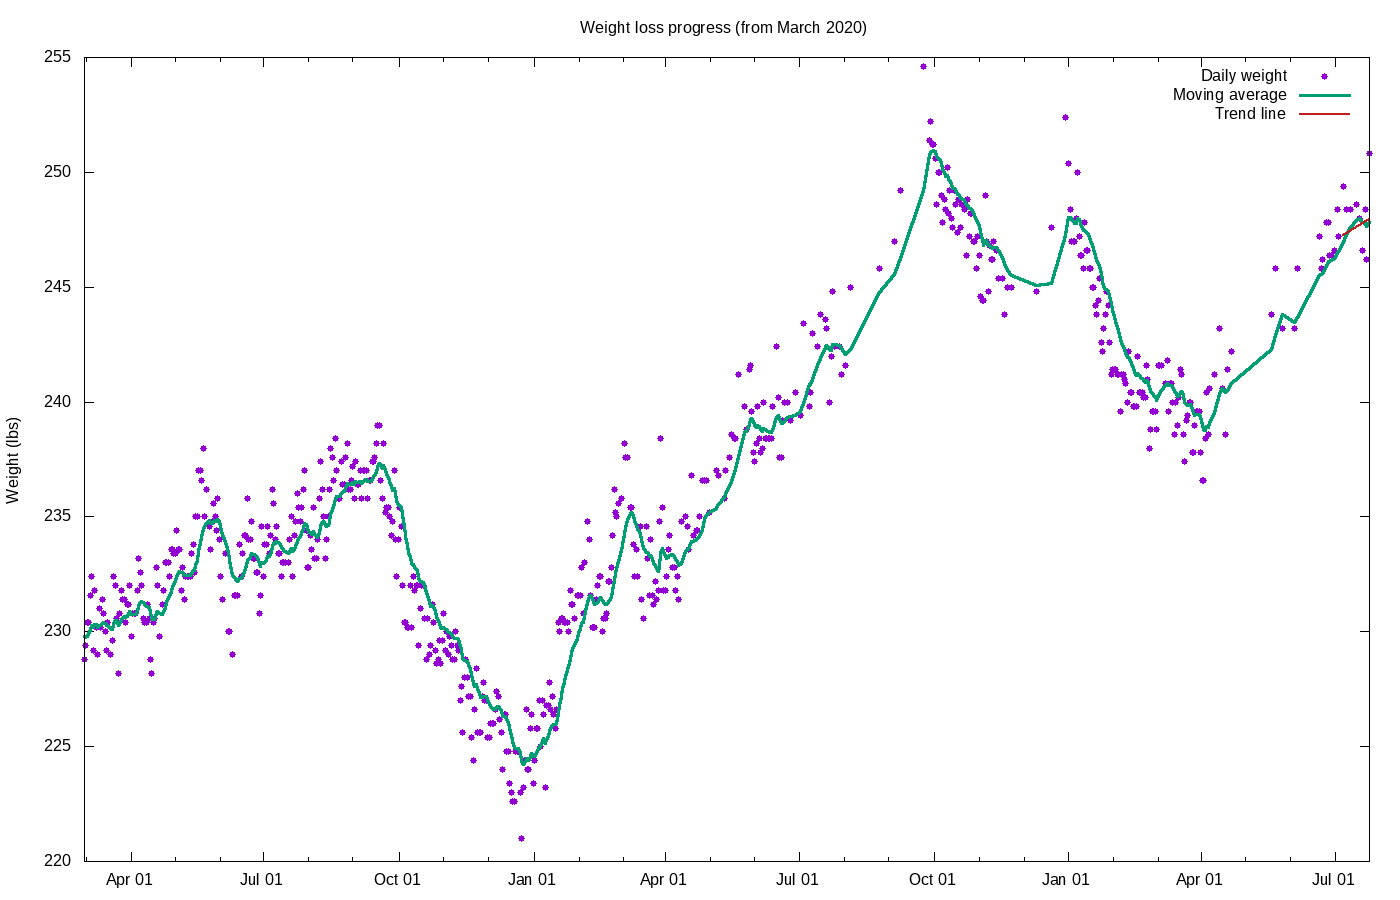 Weight loss progress (from March 2020)
Daily weight
Moving average
Trend line
255
250
245
240
235
230
225
220
Weight (lbs)
Apr 01 Jul 01 Oct 01 Jan 01 Apr 01 Jul 01 Oct 01 Jan 01 Apr 01 Jul 01